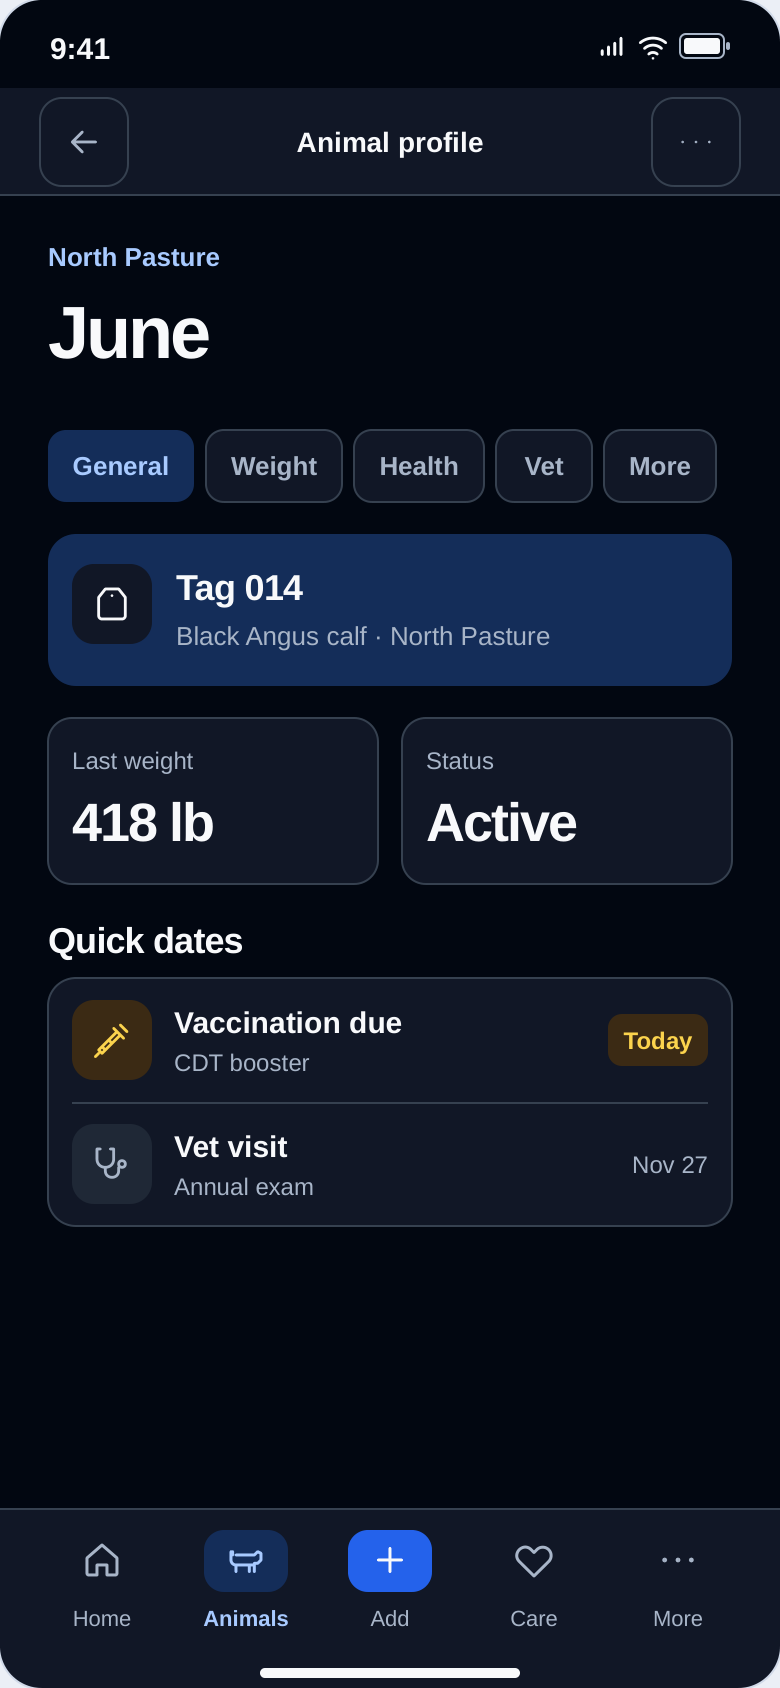 9:41
Animal profile
North Pasture
June
General Weight Health Vet More
Tag 014
Black Angus calf · North Pasture
Last weight
418 lb
Status
Active
Quick dates
Vaccination due
CDT booster
Today
Vet visit
Annual exam
Nov 27
Home Animals Add Care More